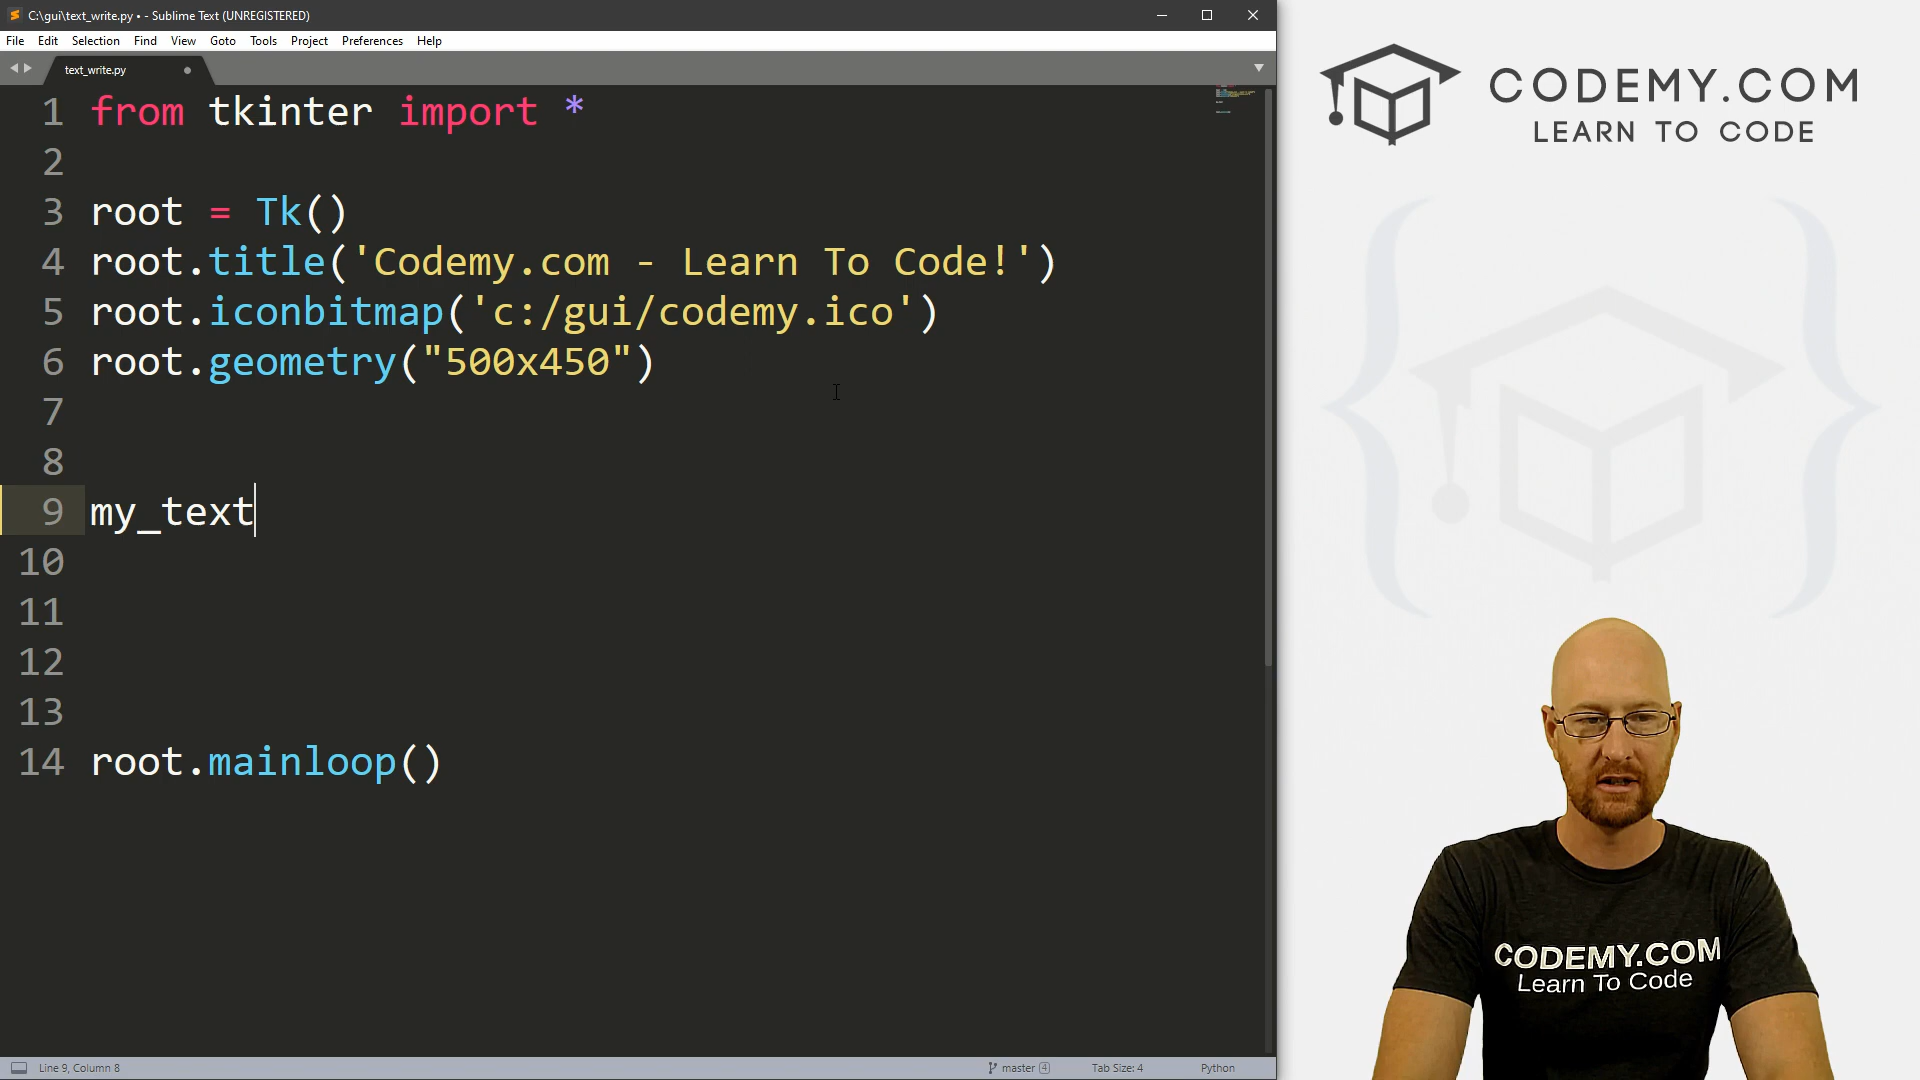 C:\gui\text_write.py • - Sublime Text (UNREGISTERED)
File Edit Selection Find View Goto Tools Project Preferences Help
text_write.py
1 from tkinter import *
2
3 root = Tk()
4 root.title('Codemy.com - Learn To Code!')
5 root.iconbitmap('c:/gui/codemy.ico')
6 root.geometry("500x450")
7
8
9 my_text
10
11
12
13
14 root.mainloop()
Line 9, Column 8
master 4
Tab Size: 4
Python
CODEMY.COM
LEARN TO CODE
CODEMY.COM
Learn To Code